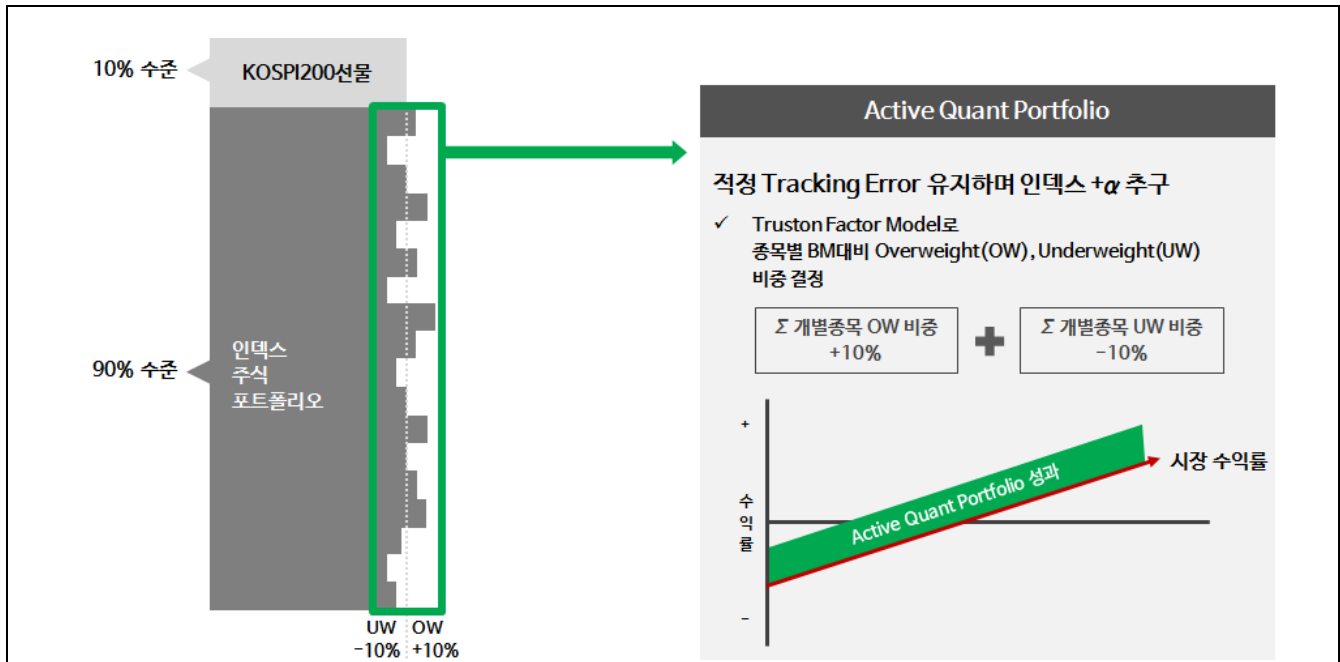 10% 수준
KOSPI200선물
90% 수준
인덱스
주식
포트폴리오
UW OW
-10% +10%
Active Quant Portfolio
적정 Tracking Error 유지하며 인덱스 +α 추구
✓ Truston Factor Model로
종목별 BM대비 Overweight(OW), Underweight(UW)
비중 결정
Σ 개별종목 OW 비중
+10%
+
Σ 개별종목 UW 비중
-10%
+
수
익
률
-
Active Quant Portfolio 성과
시장 수익률